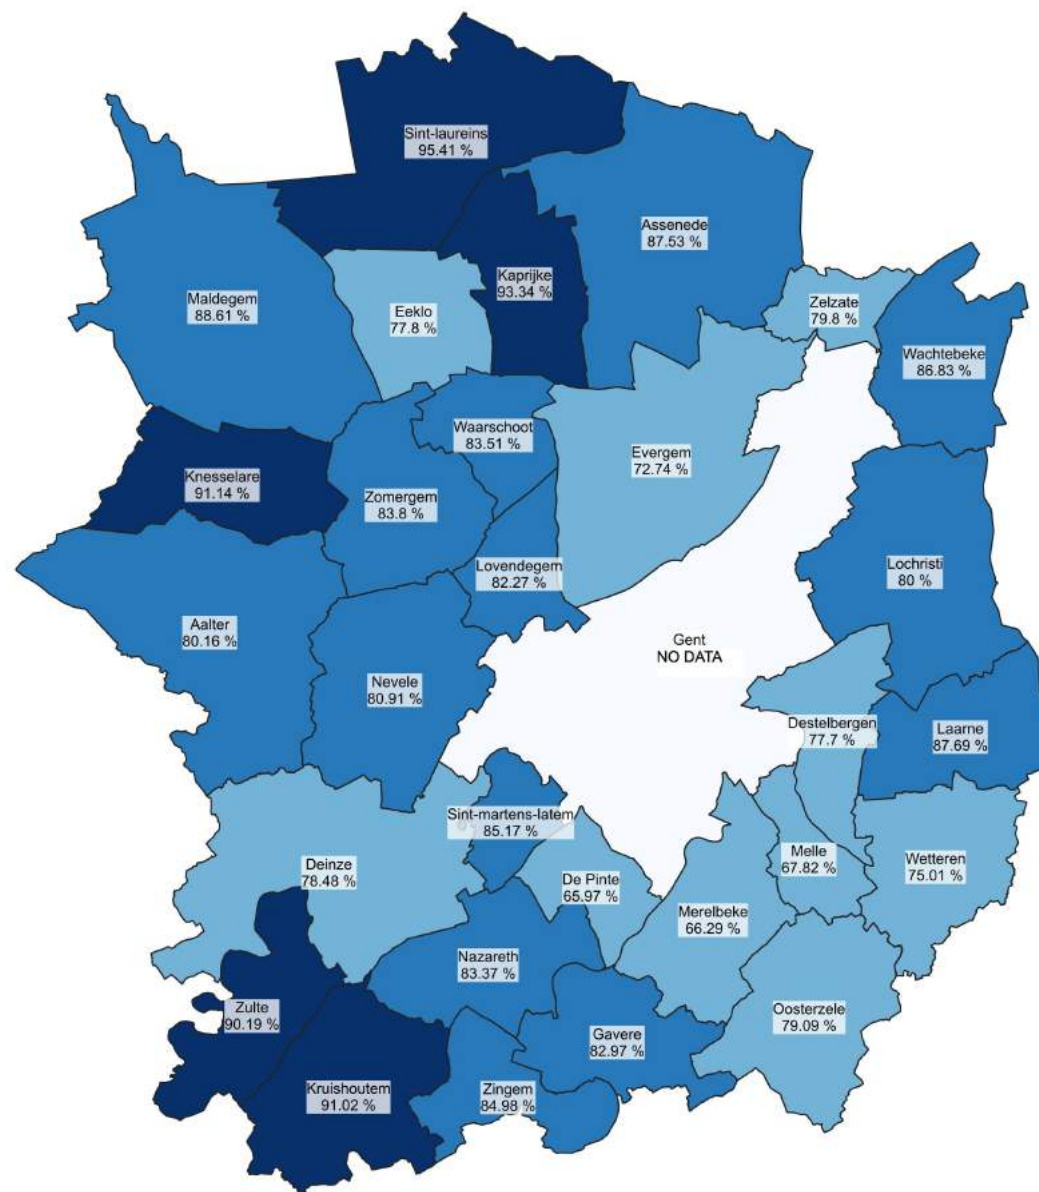 Sint-laureins
95.41 %
Assenede
87.53 %
Kaprijke
93.34 %
Maldegem
88.61 %
Eeklo
77.8 %
Zelzate
79.8 %
Wachtebeke
86.83 %
Waarschoot
83.51 %
Evergem
72.74 %
Knesselare
91.14 %
Zomergem
83.8 %
Lovendegem
82.27 %
Lochristi
80 %
Aalter
80.16 %
Gent
NO DATA
Nevele
80.91 %
Destelbergen
77.7 %
Laarne
87.69 %
Sint-martens-latem
85.17 %
Deinze
78.48 %
Melle
67.82 %
Wetteren
75.01 %
De Pinte
65.97 %
Merelbeke
66.29 %
Nazareth
83.37 %
Oosterzele
79.09 %
Zulte
90.19 %
Gavere
82.97 %
Kruishoutem
91.02 %
Zingem
84.98 %